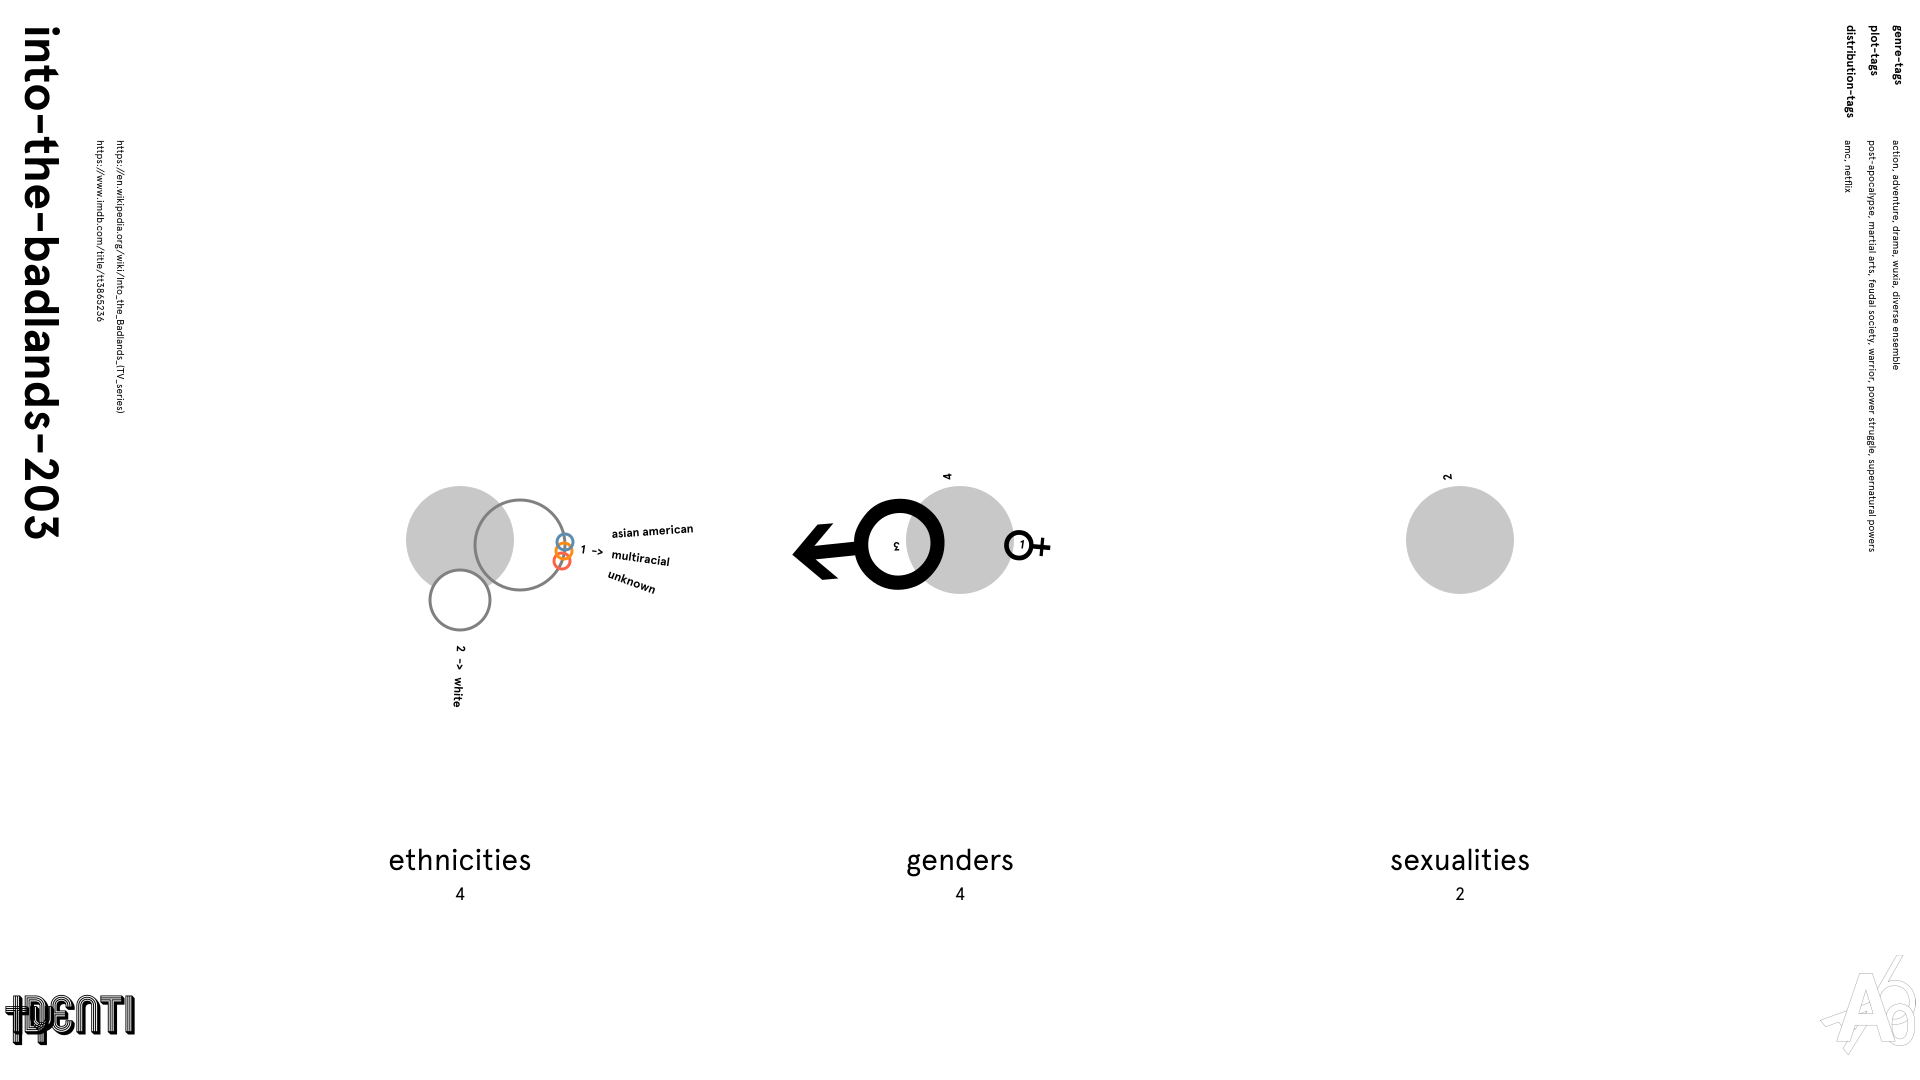 into-the-badlands-203
https://en.wikipedia.org/wiki/Into_the_Badlands_(TV_series)
https://www.imdb.com/title/tt3865236
genre-tags
action, adventure, drama, wuxia, diverse ensemble
plot-tags
post-apocalypse, martial arts, feudal society, warrior, power struggle, supernatural powers
distribution-tags
amc, netflix
1 -> asian american
multiracial
unknown
2 -> white
ethnicities
4
4
3
1
genders
4
2
sexualities
2
IDENTI